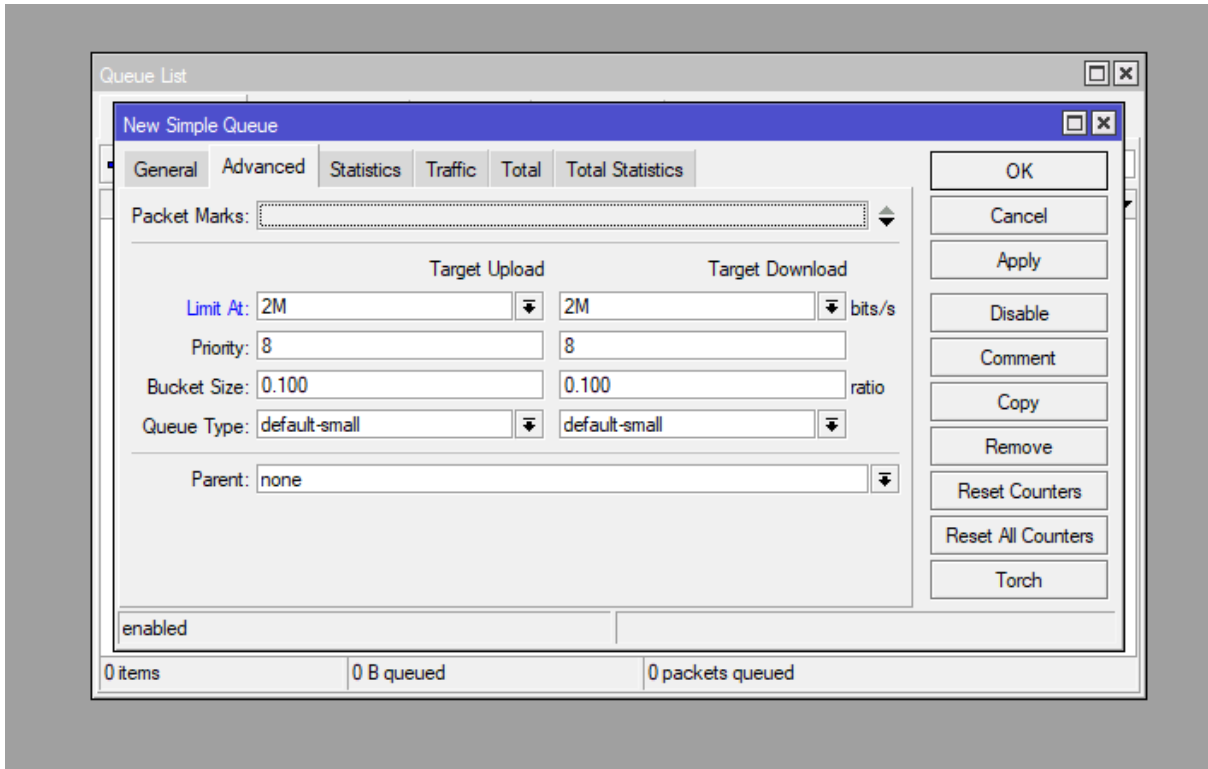 Queue List
New Simple Queue
General Advanced Statistics Traffic Total Total Statistics
OK
Packet Marks:
Cancel
Target Upload Target Download
Apply
Limit At: 2M 2M bits/s
Disable
Priority: 8 8
Comment
Bucket Size: 0.100 0.100 ratio
Copy
Queue Type: default-small default-small
Remove
Parent: none
Reset Counters
Reset All Counters
Torch
enabled
0 items 0 B queued 0 packets queued